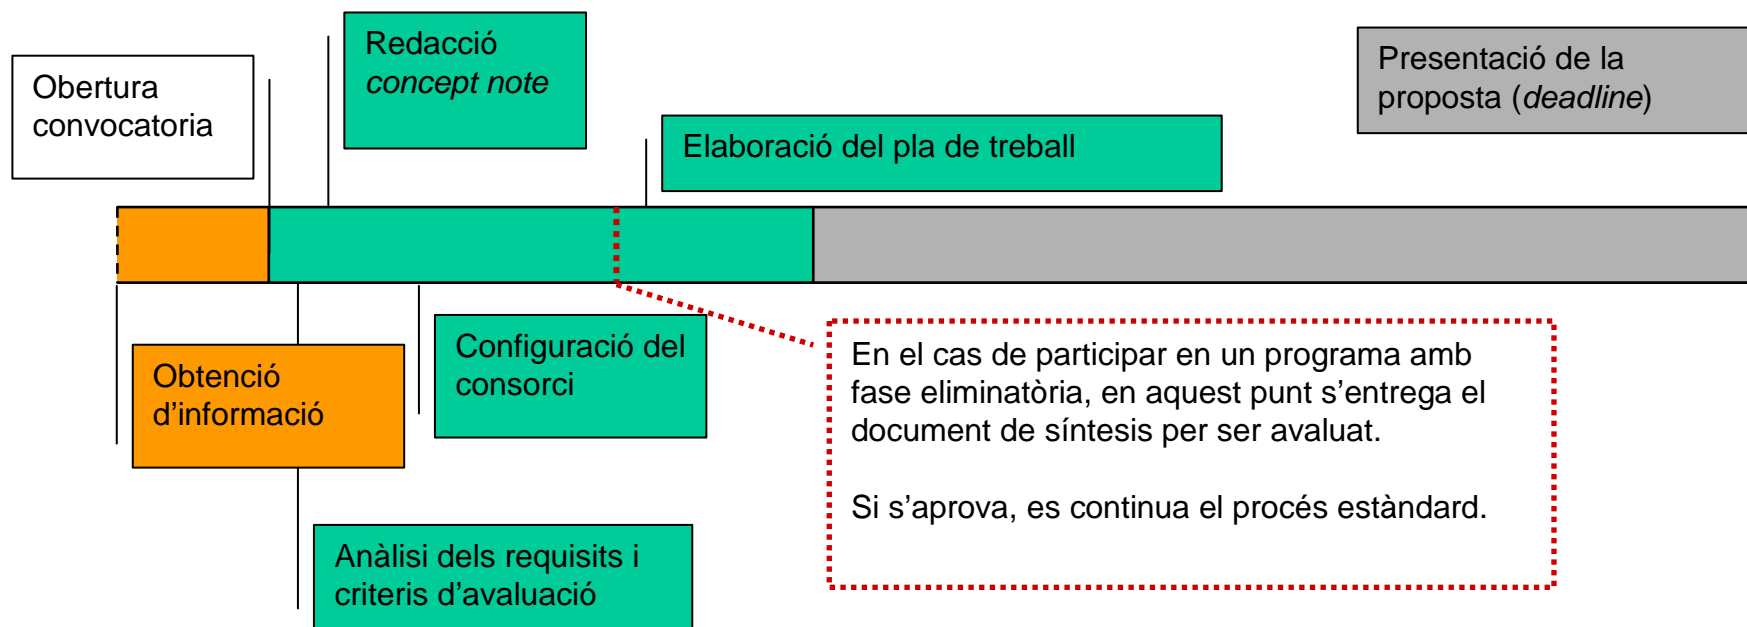 Redacció
concept note
Obertura
convocatoria
Presentació de la
proposta (deadline)
Elaboració del pla de treball
Configuració del
consorci
Obtenció
d’informació
En el cas de participar en un programa amb
fase eliminatòria, en aquest punt s’entrega el
document de síntesis per ser avaluat.
Si s’aprova, es continua el procés estàndard.
Anàlisi dels requisits i
criteris d’avaluació